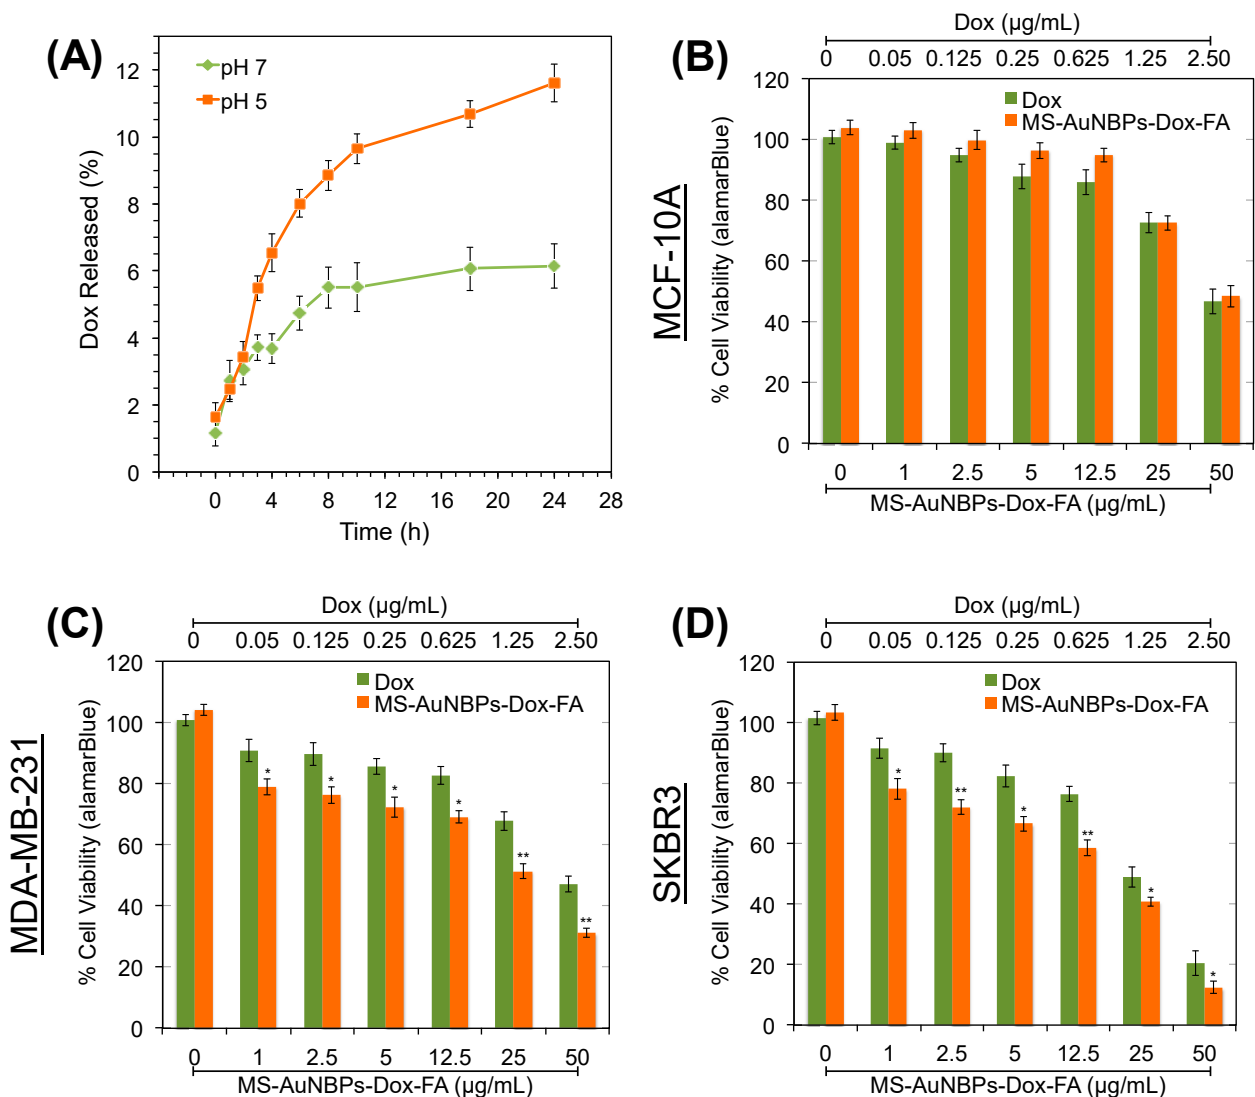 (A)
pH 7
pH 5
Dox Released (%)
12
10
8
6
4
2
0
0 4 8 12 16 20 24 28
Time (h)
(B)
Dox (µg/mL)
0 0.05 0.125 0.25 0.625 1.25 2.50
Dox
MS-AuNBPs-Dox-FA
MCF-10A
% Cell Viability (alamarBlue)
120
100
80
60
40
20
0
0 1 2.5 5 12.5 25 50
MS-AuNBPs-Dox-FA (µg/mL)
(C)
Dox (µg/mL)
0 0.05 0.125 0.25 0.625 1.25 2.50
Dox
MS-AuNBPs-Dox-FA
MDA-MB-231
% Cell Viability (alamarBlue)
120
100
80
60
40
20
0
* * * * ** **
0 1 2.5 5 12.5 25 50
MS-AuNBPs-Dox-FA (µg/mL)
(D)
Dox (µg/mL)
0 0.05 0.125 0.25 0.625 1.25 2.50
Dox
MS-AuNBPs-Dox-FA
SKBR3
% Cell Viability (alamarBlue)
120
100
80
60
40
20
0
* ** * ** * *
0 1 2.5 5 12.5 25 50
MS-AuNBPs-Dox-FA (µg/mL)